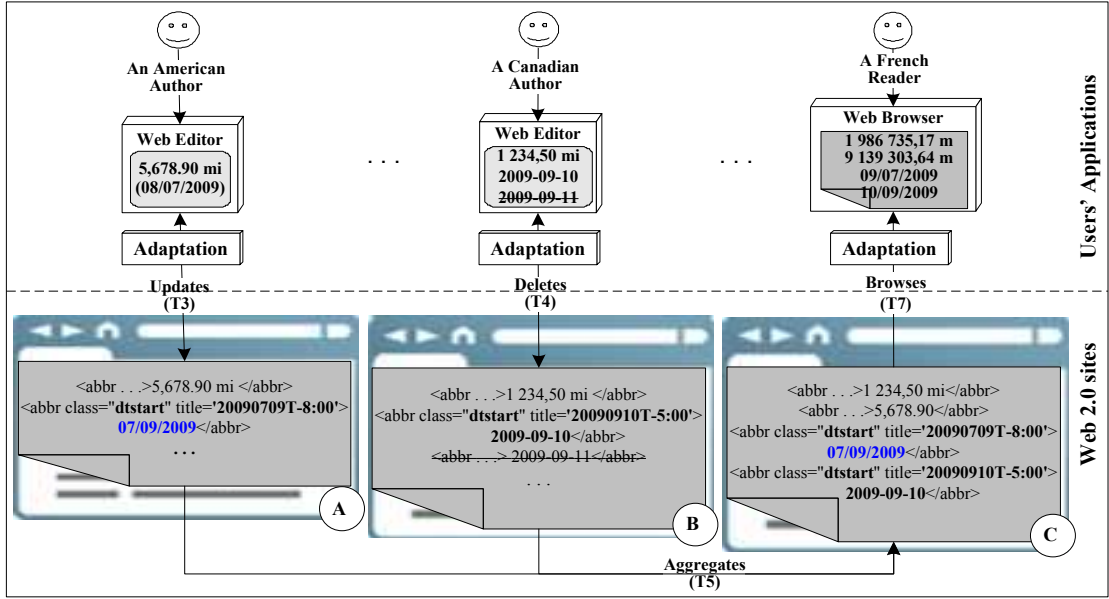 An American
Author
Web Editor
5,678.90 mi
(08/07/2009)
Adaptation
Updates
(T3)
. . .
A Canadian
Author
Web Editor
1 234,50 mi
2009-09-10
2009-09-11
Adaptation
Deletes
(T4)
. . .
A French
Reader
Web Browser
1 986 735,17 m
9 139 303,64 m
09/07/2009
10/09/2009
Adaptation
Browses
(T7)
Users’ Applications
<abbr . . .>5,678.90 mi </abbr>
<abbr class="dtstart" title='20090709T-8:00'>
07/09/2009</abbr>
...
A
<abbr . . .>1 234,50 mi </abbr>
<abbr class="dtstart" title='20090910T-5:00'>
2009-09-10</abbr>
<abbr . . .> 2009-09-11</abbr>
. . .
B
<abbr . . .>1 234,50 mi</abbr>
<abbr . . .>5,678.90</abbr>
<abbr class="dtstart" title='20090709T-8:00'>
07/09/2009</abbr>
<abbr class="dtstart" title='20090910T-5:00'>
2009-09-10</abbr>
C
Aggregates
(T5)
Web 2.0 sites